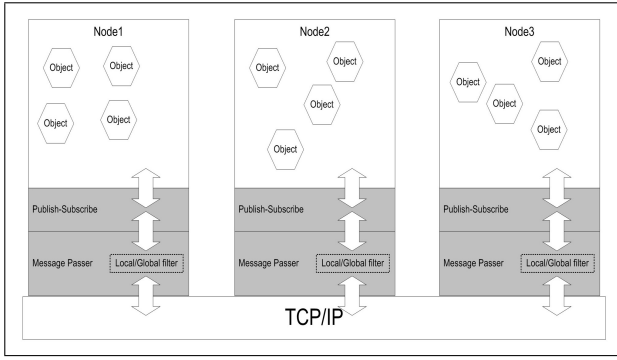 Node1
Object
Object
Object
Object
Publish-Subscribe
Message Passer
Local/Global filter
Node2
Object
Object
Object
Object
Publish-Subscribe
Message Passer
Local/Global filter
Node3
Object
Object
Object
Object
Publish-Subscribe
Message Passer
Local/Global filter
TCP/IP